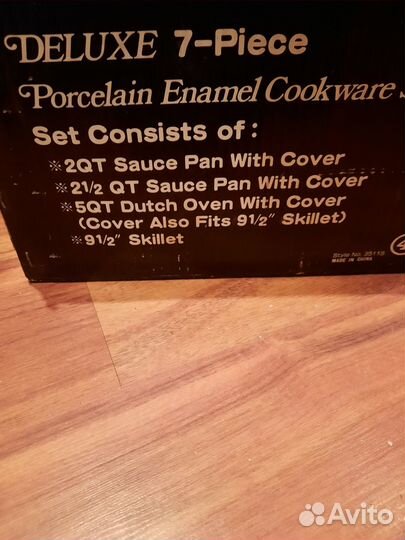 DELUXE 7-Piece
Porcelain Enamel Cookware
Set Consists of:
※2QT Sauce Pan With Cover
※2½ QT Sauce Pan With Cover
※5QT Dutch Oven With Cover
(Cover Also Fits 9½" Skillet)
※9½" Skillet
Style No.
MADE IN CHINA
Avito